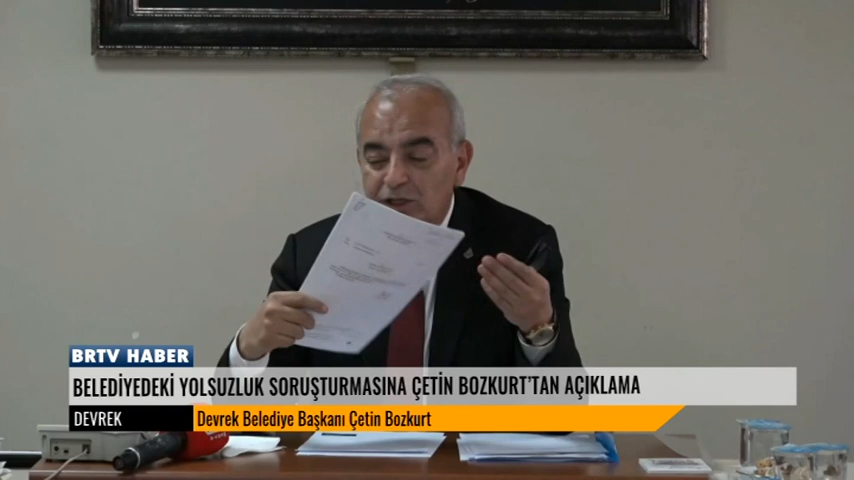 BRTV HABER
BELEDİYEDEKİ YOLSUZLUK SORUŞTURMASINA ÇETİN BOZKURT'TAN AÇIKLAMA
DEVREK
Devrek Belediye Başkanı Çetin Bozkurt